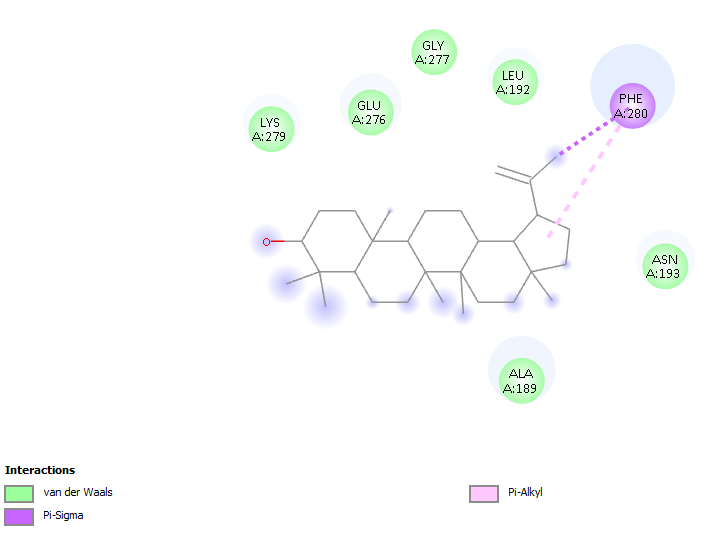 GLY
A:277
LEU
A:192
PHE
A:280
GLU
A:276
LYS
A:279
O
ASN
A:193
ALA
A:189
Interactions
van der Waals
Pi-Sigma
Pi-Alkyl